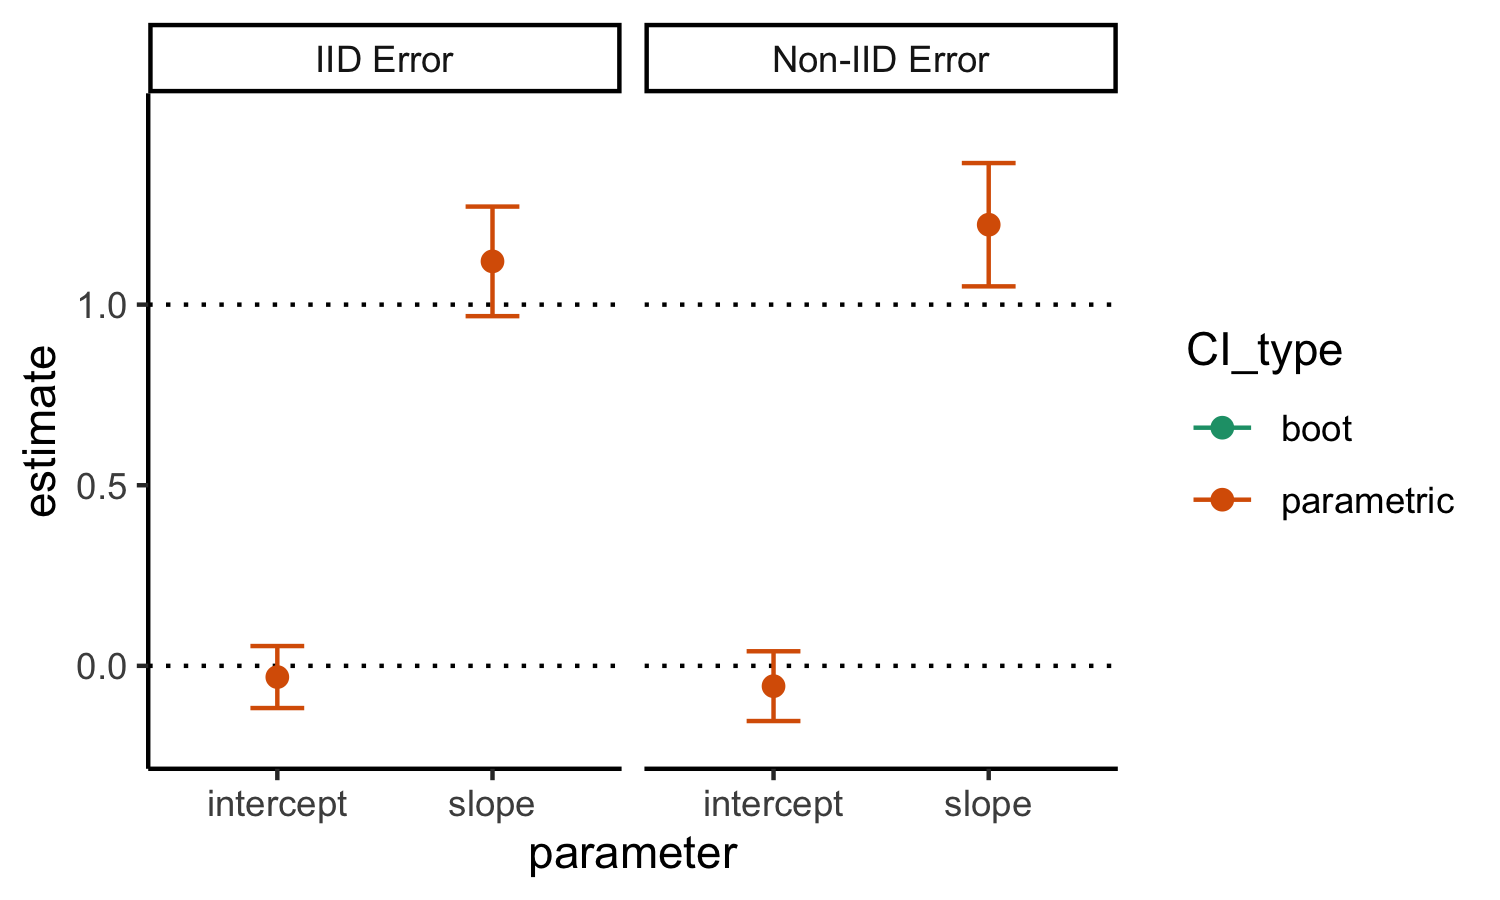 IID Error
Non-IID Error
estimate
1.0
0.5
0.0
intercept
slope
intercept
slope
parameter
CI_type
boot
parametric